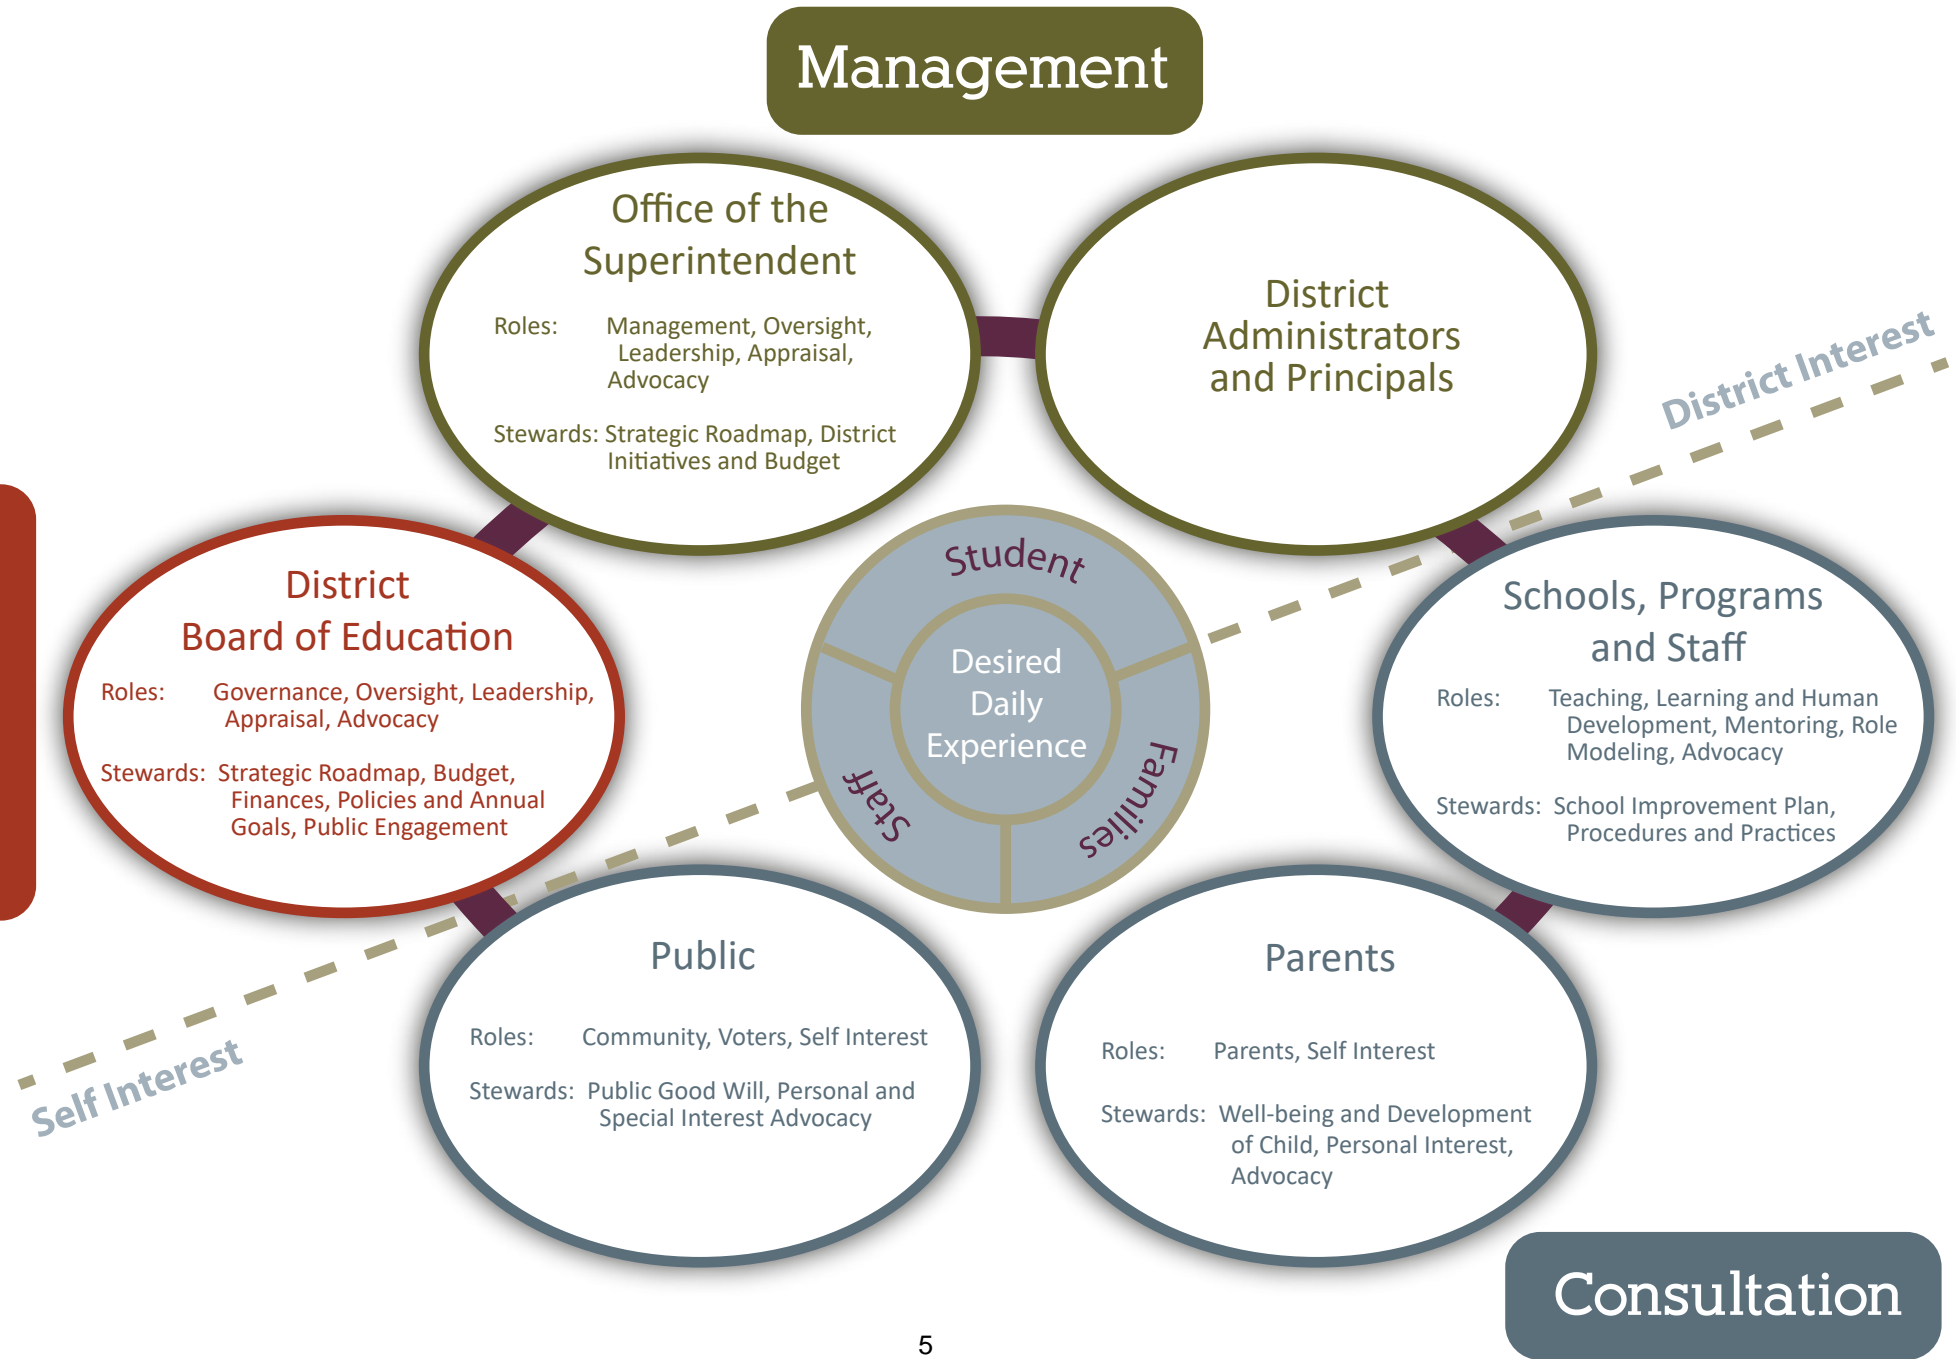 Management
Office of the
Superintendent
Roles: Management, Oversight,
Leadership, Appraisal,
Advocacy
Stewards: Strategic Roadmap, District
Initiatives and Budget
District
Administrators
and Principals
District Interest
District
Board of Education
Roles: Governance, Oversight, Leadership,
Appraisal, Advocacy
Stewards: Strategic Roadmap, Budget,
Finances, Policies and Annual
Goals, Public Engagement
Student
Desired
Daily
Experience
Staff
Families
Schools, Programs
and Staff
Roles: Teaching, Learning and Human
Development, Mentoring, Role
Modeling, Advocacy
Stewards: School Improvement Plan,
Procedures and Practices
Self Interest
Public
Roles: Community, Voters, Self Interest
Stewards: Public Good Will, Personal and
Special Interest Advocacy
Parents
Roles: Parents, Self Interest
Stewards: Well-being and Development
of Child, Personal Interest,
Advocacy
Consultation
5